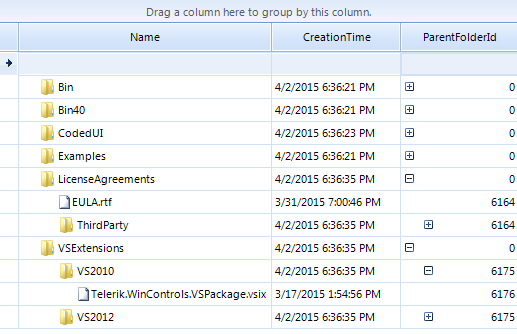 Drag a column here to group by this column.
Name CreationTime ParentFolderId
Bin 4/2/2015 6:36:21 PM 0
Bin40 4/2/2015 6:36:21 PM 0
CodedUI 4/2/2015 6:36:23 PM 0
Examples 4/2/2015 6:36:21 PM 0
LicenseAgreements 4/2/2015 6:36:35 PM 0
EULA.rtf 3/31/2015 7:00:46 PM 6164
ThirdParty 4/2/2015 6:36:35 PM 6164
VSExtensions 4/2/2015 6:36:35 PM 0
VS2010 4/2/2015 6:36:35 PM 6175
Telerik.WinControls.VSPackage.vsix 3/17/2015 1:54:56 PM 6176
VS2012 4/2/2015 6:36:35 PM 6175